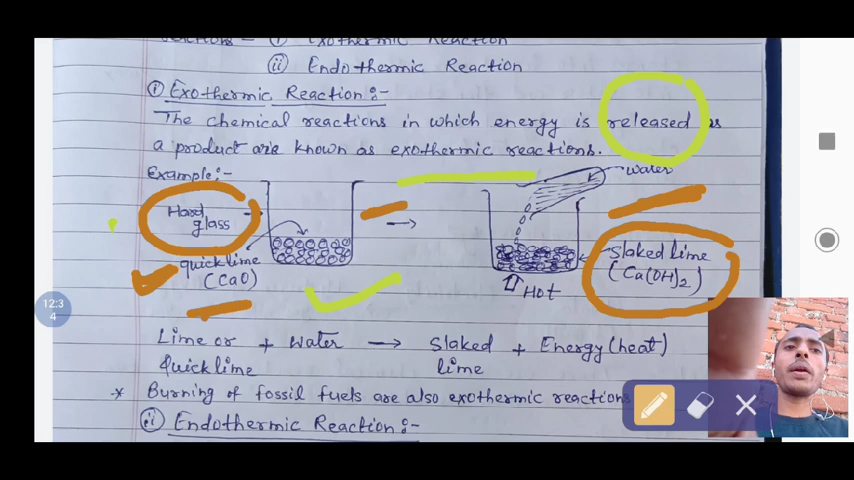 ii Endothermic Reaction
i Exothermic Reaction:-
The chemical reactions in which energy is released as
a product are known as exothermic reactions.
Example:-
water
Hard
glass
quicklime
(CaO)
slaked lime
(Ca(OH)2)
Hot
Lime or + Water → Slaked + Energy (heat)
Quicklime lime
* Burning of fossil fuels are also exothermic reactions
ii Endothermic Reaction:-
12:3
4